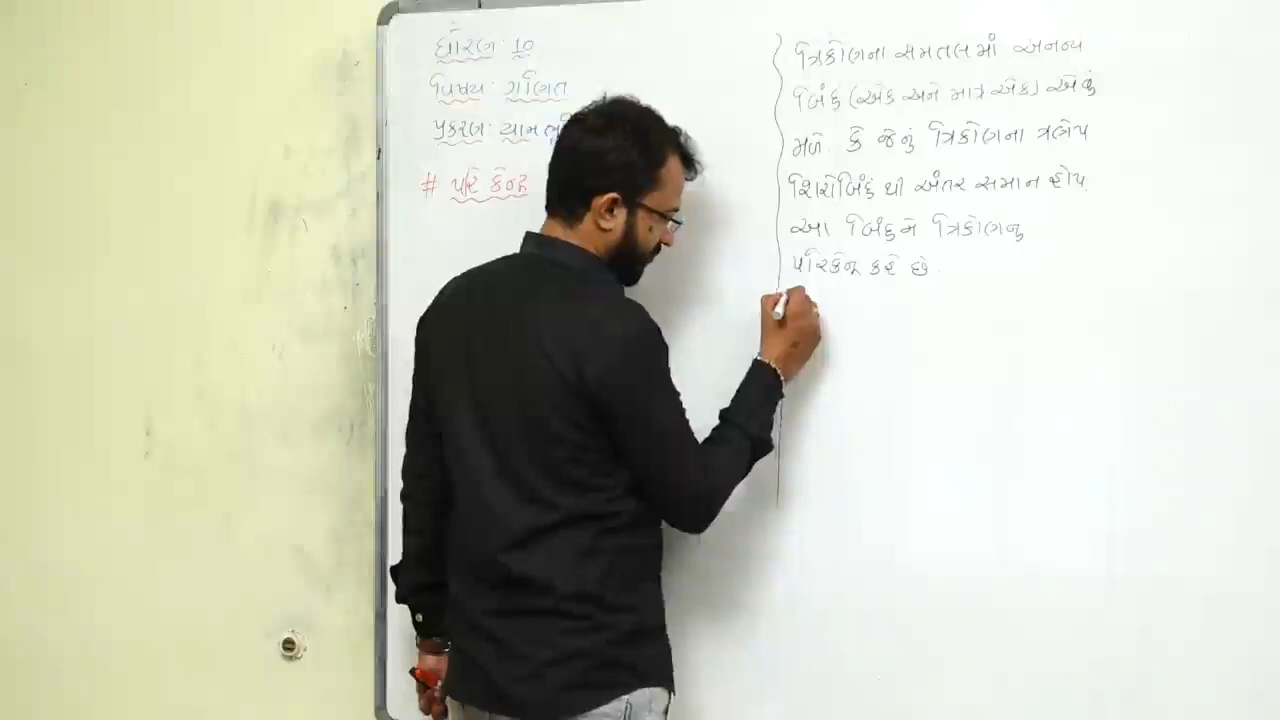 ધોરણ: 10
વિષય: ગણિત
પ્રકરણ: યામ
# પરિકેન્દ્ર
ત્રિકોણના સમતલમાં અનન્ય
બિંદુ (એક અને માત્ર એક) એવું
મળે કે જેનું ત્રિકોણના ત્રણેય
શિરોબિંદુ થી અંતર સમાન હોય
આ બિંદુને ત્રિકોણનું
પરિકેન્દ્ર કહે છે.